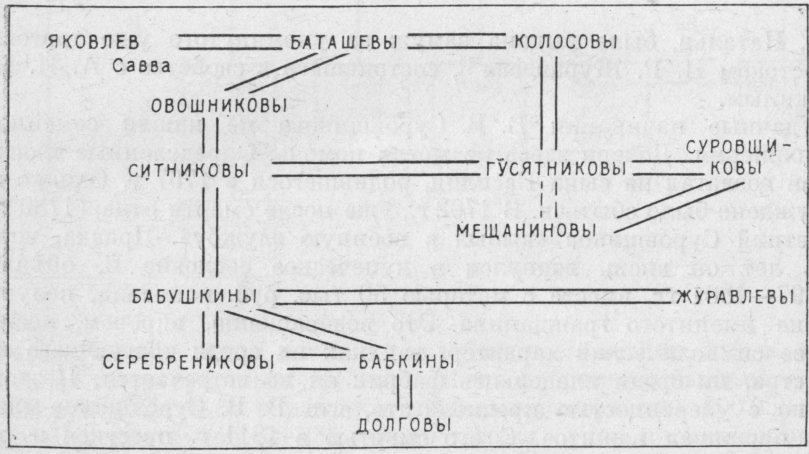 ЯКОВЛЕВ БАТАШЕВЫ КОЛОСОВЫ
Савва
ОВОШНИКОВЫ
СИТНИКОВЫ ГУСЯТНИКОВЫ СУРОВЩИ-
КОВЫ
МЕЩАНИНОВЫ
БАБУШКИНЫ ЖУРАВЛЕВЫ
СЕРЕБРЕНИКОВЫ БАБКИНЫ
ДОЛГОВЫ